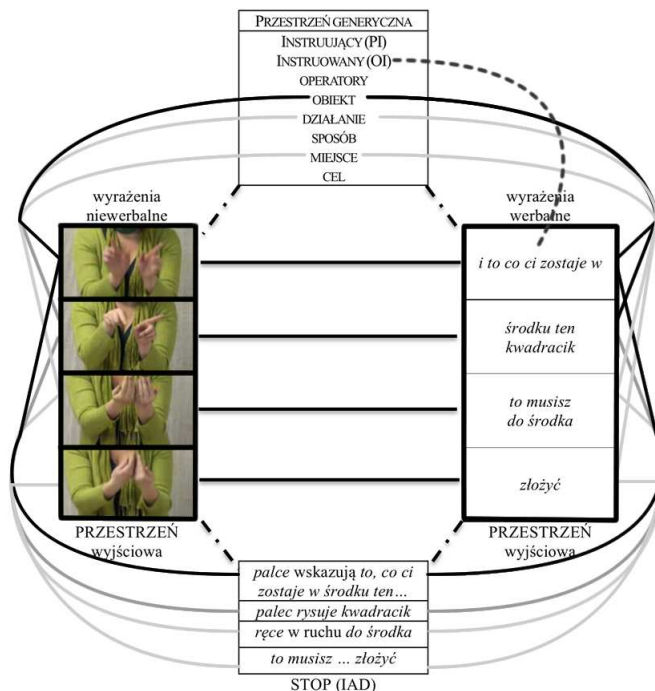 PRZESTRZEŃ GENERYCZNA
INSTRUUJĄCY (PI)
INSTRUOWANY (OI)
OPERATORY
OBIEKT
DZIAŁANIE
SPOSÓB
MIEJSCE
CEL
wyrażenia
niewerbalne
wyrażenia
werbalne
i to co ci zostaje w
środku ten
kwadracik
to musisz
do środka
złożyć
PRZESTRZEŃ
wyjściowa
PRZESTRZEŃ
wyjściowa
palce wskazują to, co ci
zostaje w środku ten…
palec rysuje kwadracik
ręce w ruchu do środka
to musisz … złożyć
STOP (IAD)